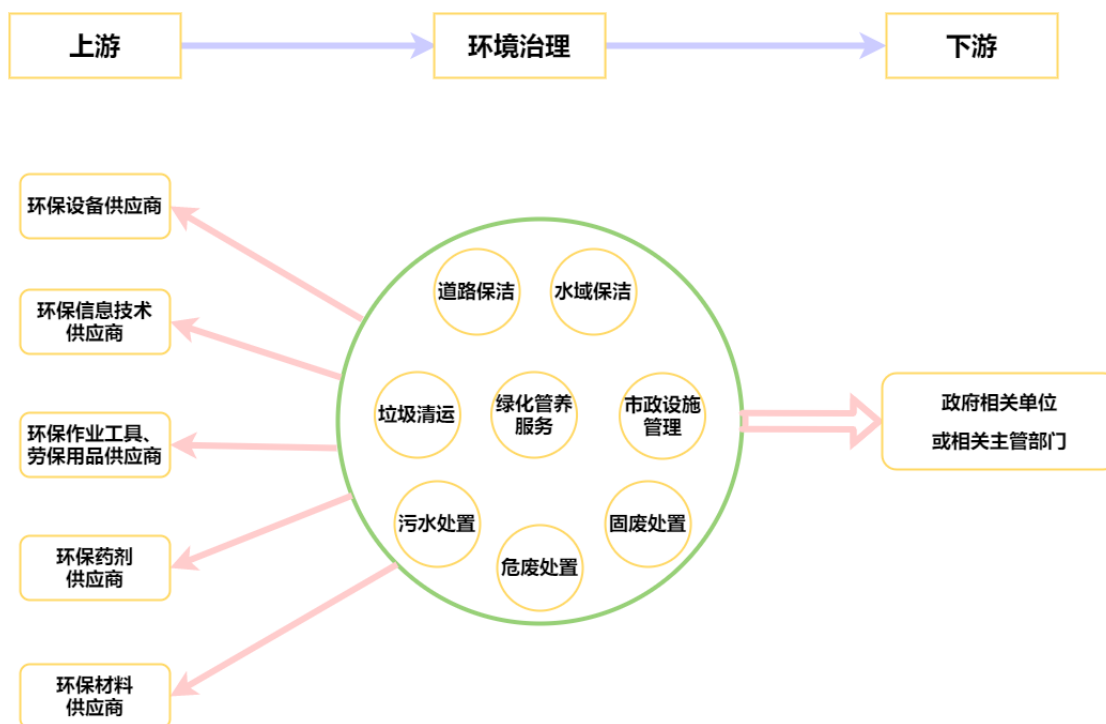 上游
环境治理
下游
环保设备供应商
环保信息技术
供应商
环保作业工具、
劳保用品供应商
环保药剂
供应商
环保材料
供应商
道路保洁
水域保洁
垃圾清运
绿化管养
服务
市政设施
管理
污水处置
固废处置
危废处置
政府相关单位
或相关主管部门